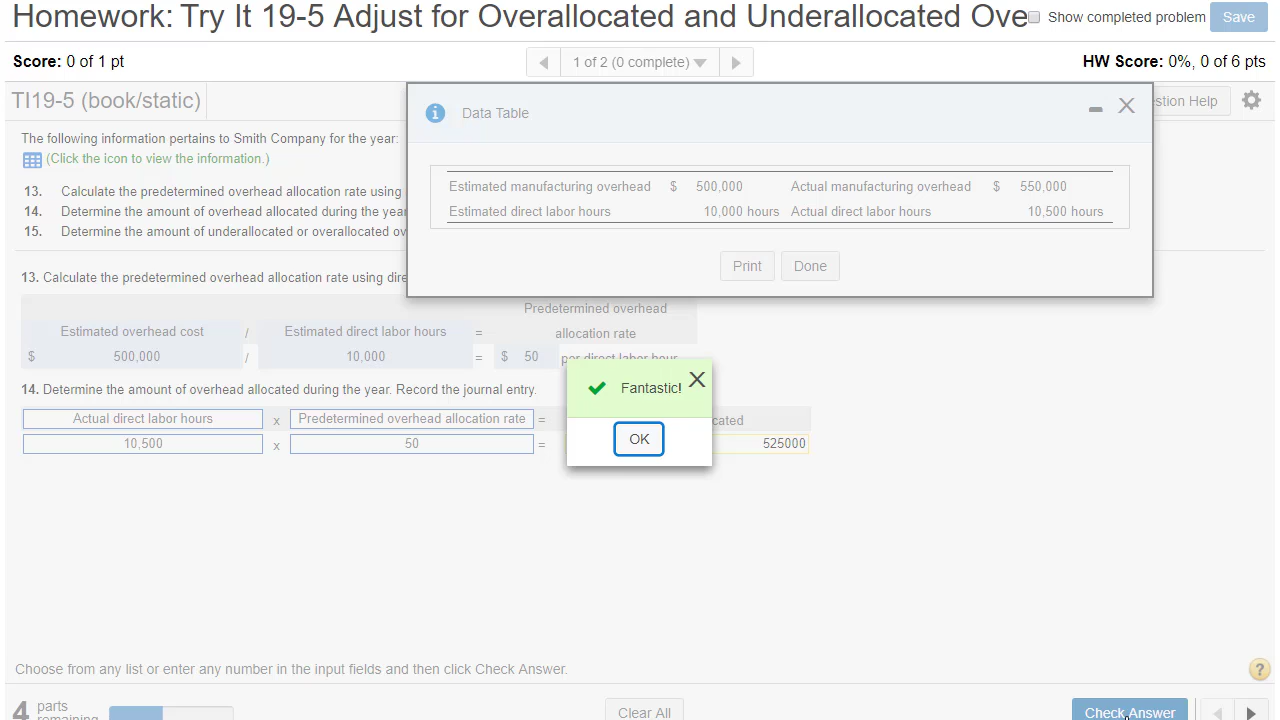 Homework: Try It 19-5 Adjust for Overallocated and Underallocated Ove
Show completed problem
Save
Score: 0 of 1 pt
1 of 2 (0 complete)
HW Score: 0%, 0 of 6 pts
TI19-5 (book/static)
Data Table
stion Help
The following information pertains to Smith Company for the year:
(Click the icon to view the information.)
Estimated manufacturing overhead $ 500,000 Actual manufacturing overhead $ 550,000
Estimated direct labor hours 10,000 hours Actual direct labor hours 10,500 hours
Print
Done
13. Calculate the predetermined overhead allocation rate using
14. Determine the amount of overhead allocated during the year
15. Determine the amount of underallocated or overallocated ov
13. Calculate the predetermined overhead allocation rate using dire
Predetermined overhead
Estimated overhead cost / Estimated direct labor hours = allocation rate
$ 500,000 / 10,000 = $ 50 per direct labor hour
14. Determine the amount of overhead allocated during the year. Record the journal entry.
Fantastic!
OK
Actual direct labor hours x Predetermined overhead allocation rate = cated
10,500 x 50 = 525000
Choose from any list or enter any number in the input fields and then click Check Answer.
?
4 parts
remaining
Clear All
Check Answer